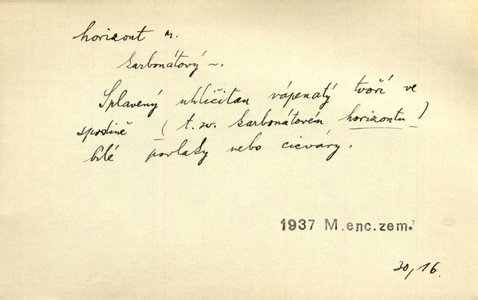 horizont m.
karbonátový –.
Splavený uhličitan vápenatý tvoří ve
spodině (t. zv. karbonátovém horizontu)
bílé povlaky nebo cicváry.
1937 M.enc.zem.
30, 16.